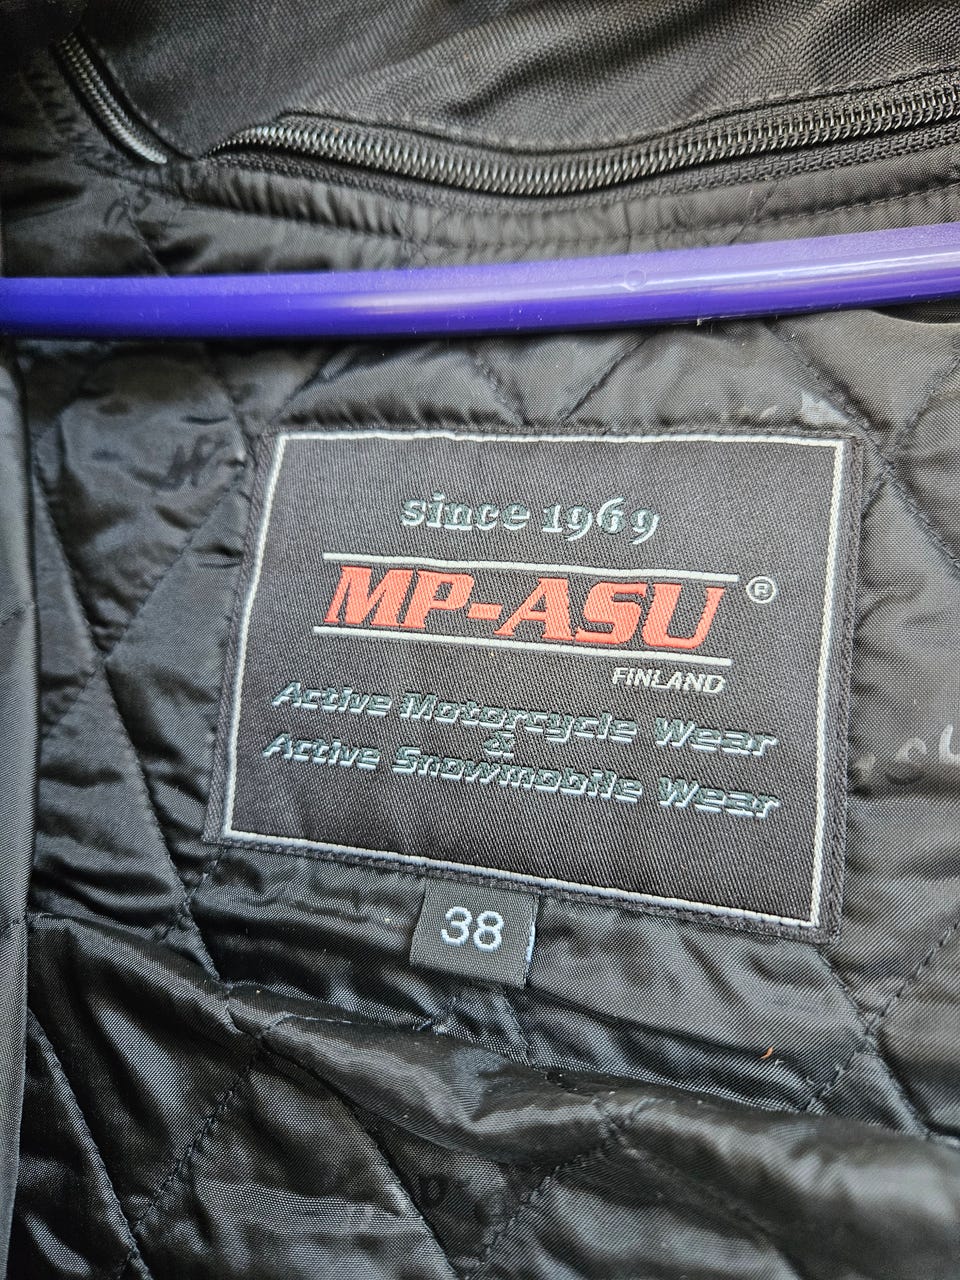 since 1969
MP-ASU ®
FINLAND
Active Motorcycle Wear
&
Active Snowmobile Wear
38